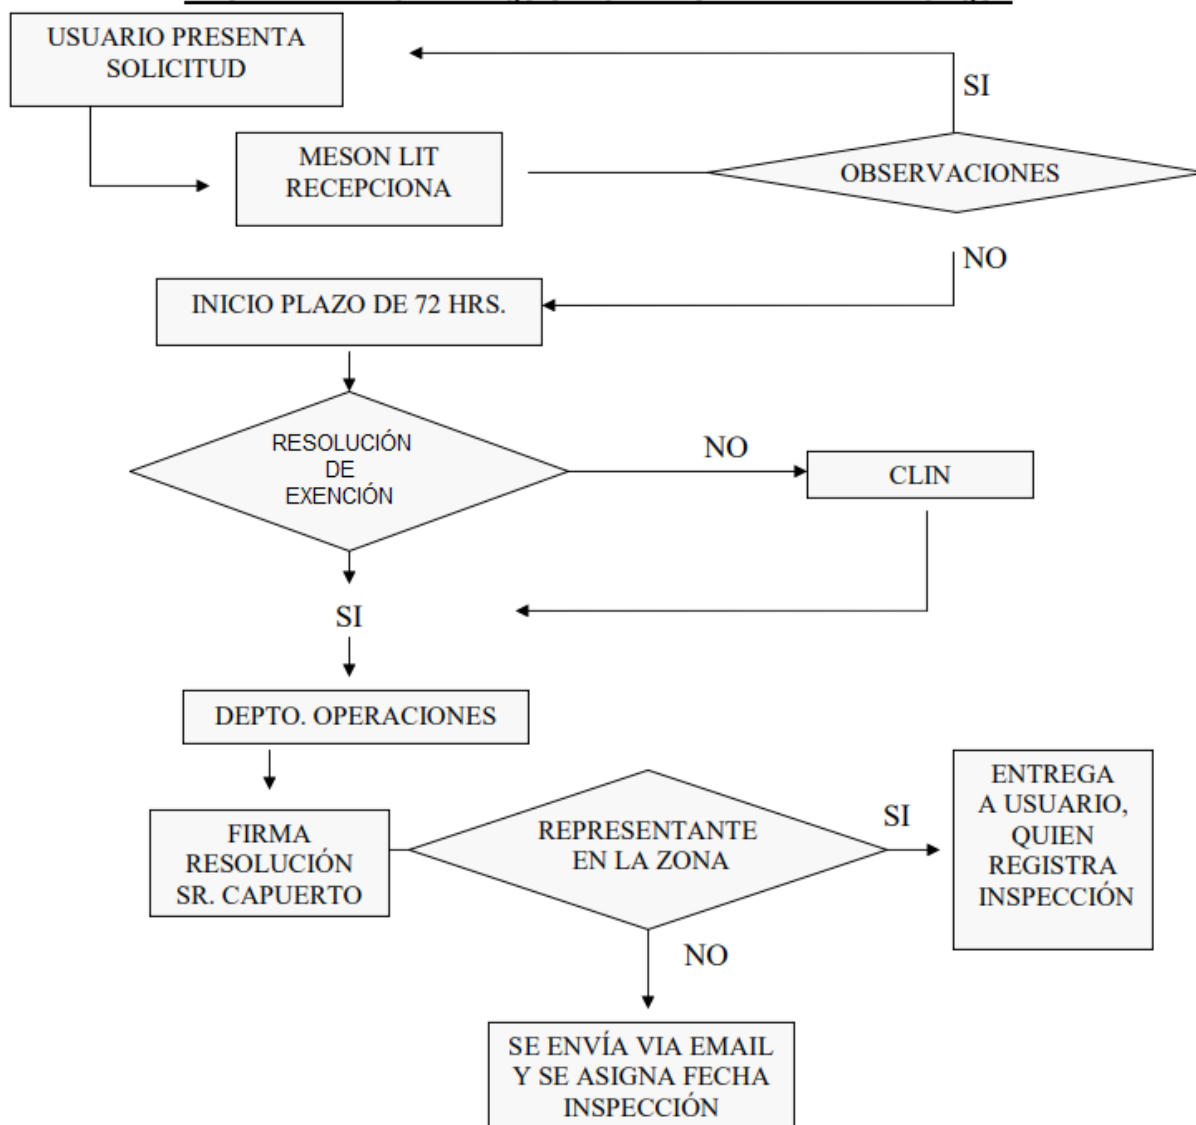 USUARIO PRESENTA
SOLICITUD
SI
MESON LIT
RECEPCIONA
OBSERVACIONES
NO
INICIO PLAZO DE 72 HRS.
RESOLUCIÓN
DE
EXENCIÓN
NO
CLIN
SI
DEPTO. OPERACIONES
FIRMA
RESOLUCIÓN
SR. CAPUERTO
REPRESENTANTE
EN LA ZONA
SI
ENTREGA
A USUARIO,
QUIEN
REGISTRA
INSPECCIÓN
NO
SE ENVÍA VIA EMAIL
Y SE ASIGNA FECHA
INSPECCIÓN